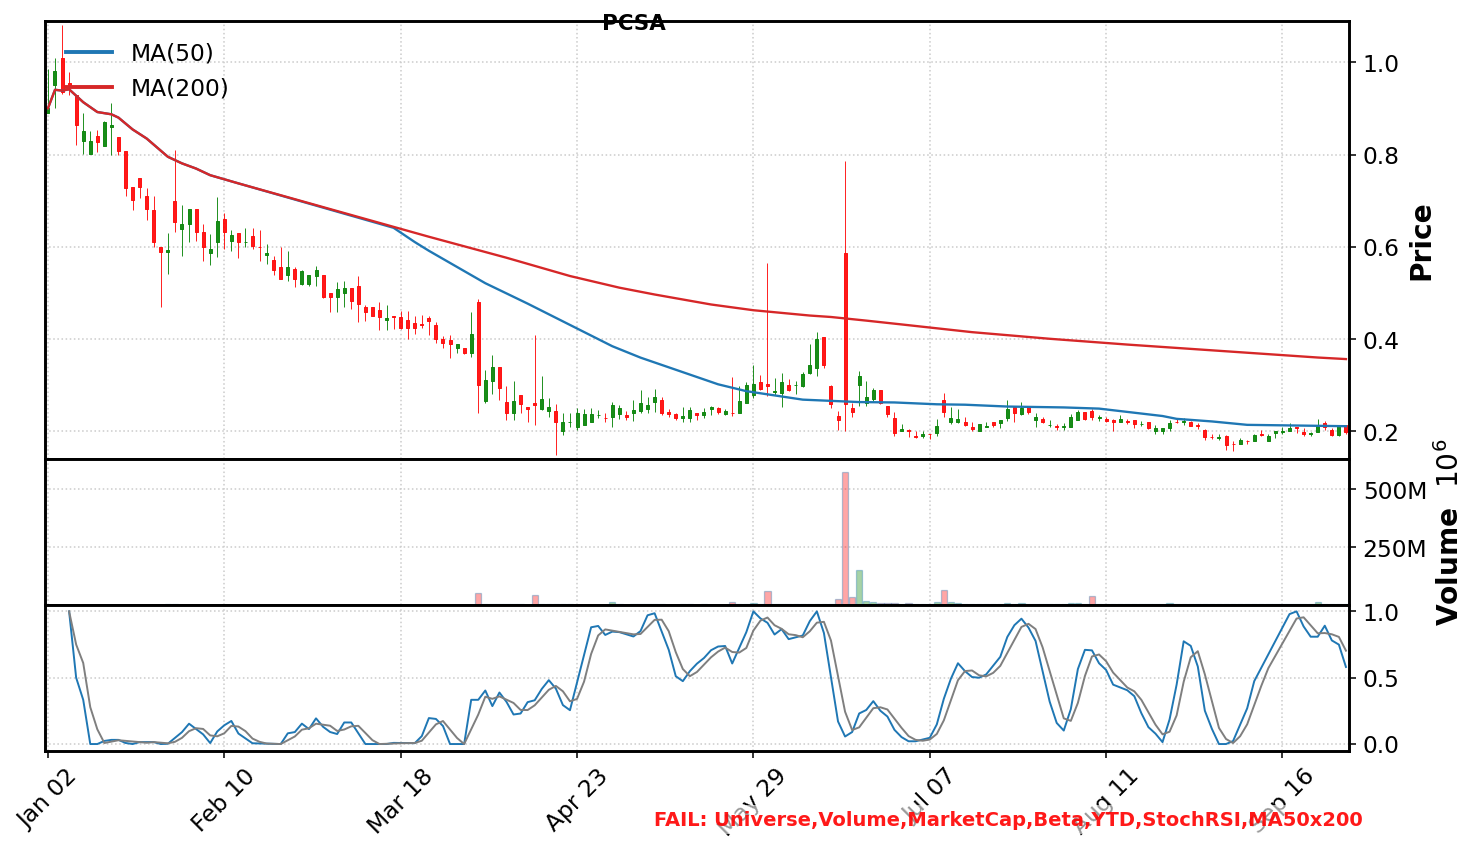 PCSA
MA(50)
MA(200)
1.0
0.8
0.6
0.4
0.2
Price
500M
250M
Volume 10⁶
1.0
0.5
0.0
Jan 02
Feb 10
Mar 18
Apr 23
May 29
Jul 07
Aug 11
Sep 16
FAIL: Universe,Volume,MarketCap,Beta,YTD,StochRSI,MA50x200